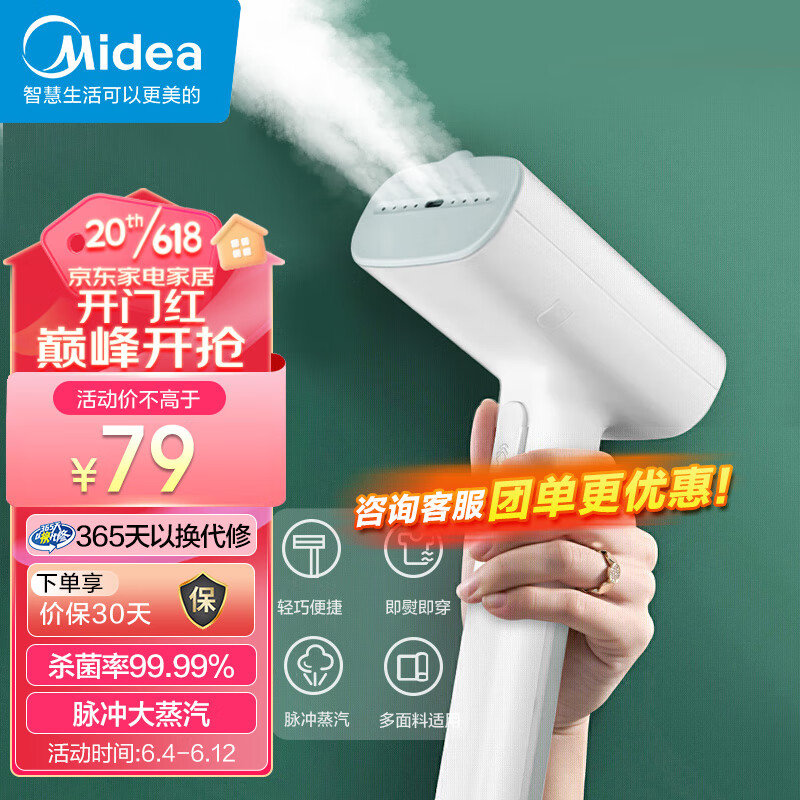 Midea
智慧生活可以更美的
20th/618
京东家电家居
开门红
巅峰开抢
活动价不高于
¥79
365天以换代修
下单享
价保30天
保
杀菌率99.99%
脉冲大蒸汽
活动时间:6.4-6.12
咨询客服团单更优惠!
轻巧便捷
即熨即穿
脉冲蒸汽
多面料适用